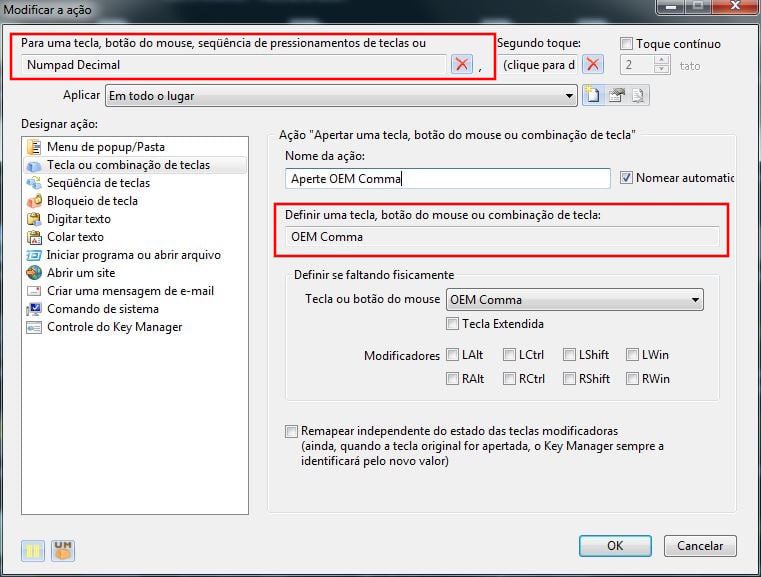 Modificar a ação
Para uma tecla, botão do mouse, seqüência de pressionamentos de teclas ou
Segundo toque:
Toque contínuo
Numpad Decimal
,
(clique para d
2
tato
Aplicar
Em todo o lugar
Designar ação:
Menu de popup/Pasta
Tecla ou combinação de teclas
Seqüência de teclas
Bloqueio de tecla
Digitar texto
Colar texto
Iniciar programa ou abrir arquivo
Abrir um site
Criar uma mensagem de e-mail
Comando de sistema
Controle do Key Manager
Ação "Apertar uma tecla, botão do mouse ou combinação de tecla"
Nome da ação:
Aperte OEM Comma
Nomear automatic
Definir uma tecla, botão do mouse ou combinação de tecla:
OEM Comma
Definir se faltando fisicamente
Tecla ou botão do mouse
OEM Comma
Tecla Extendida
Modificadores
LAlt
LCtrl
LShift
LWin
RAlt
RCtrl
RShift
RWin
Remapear independente do estado das teclas modificadoras
(ainda, quando a tecla original for apertada, o Key Manager sempre a
identificará pelo novo valor)
UM
OK
Cancelar